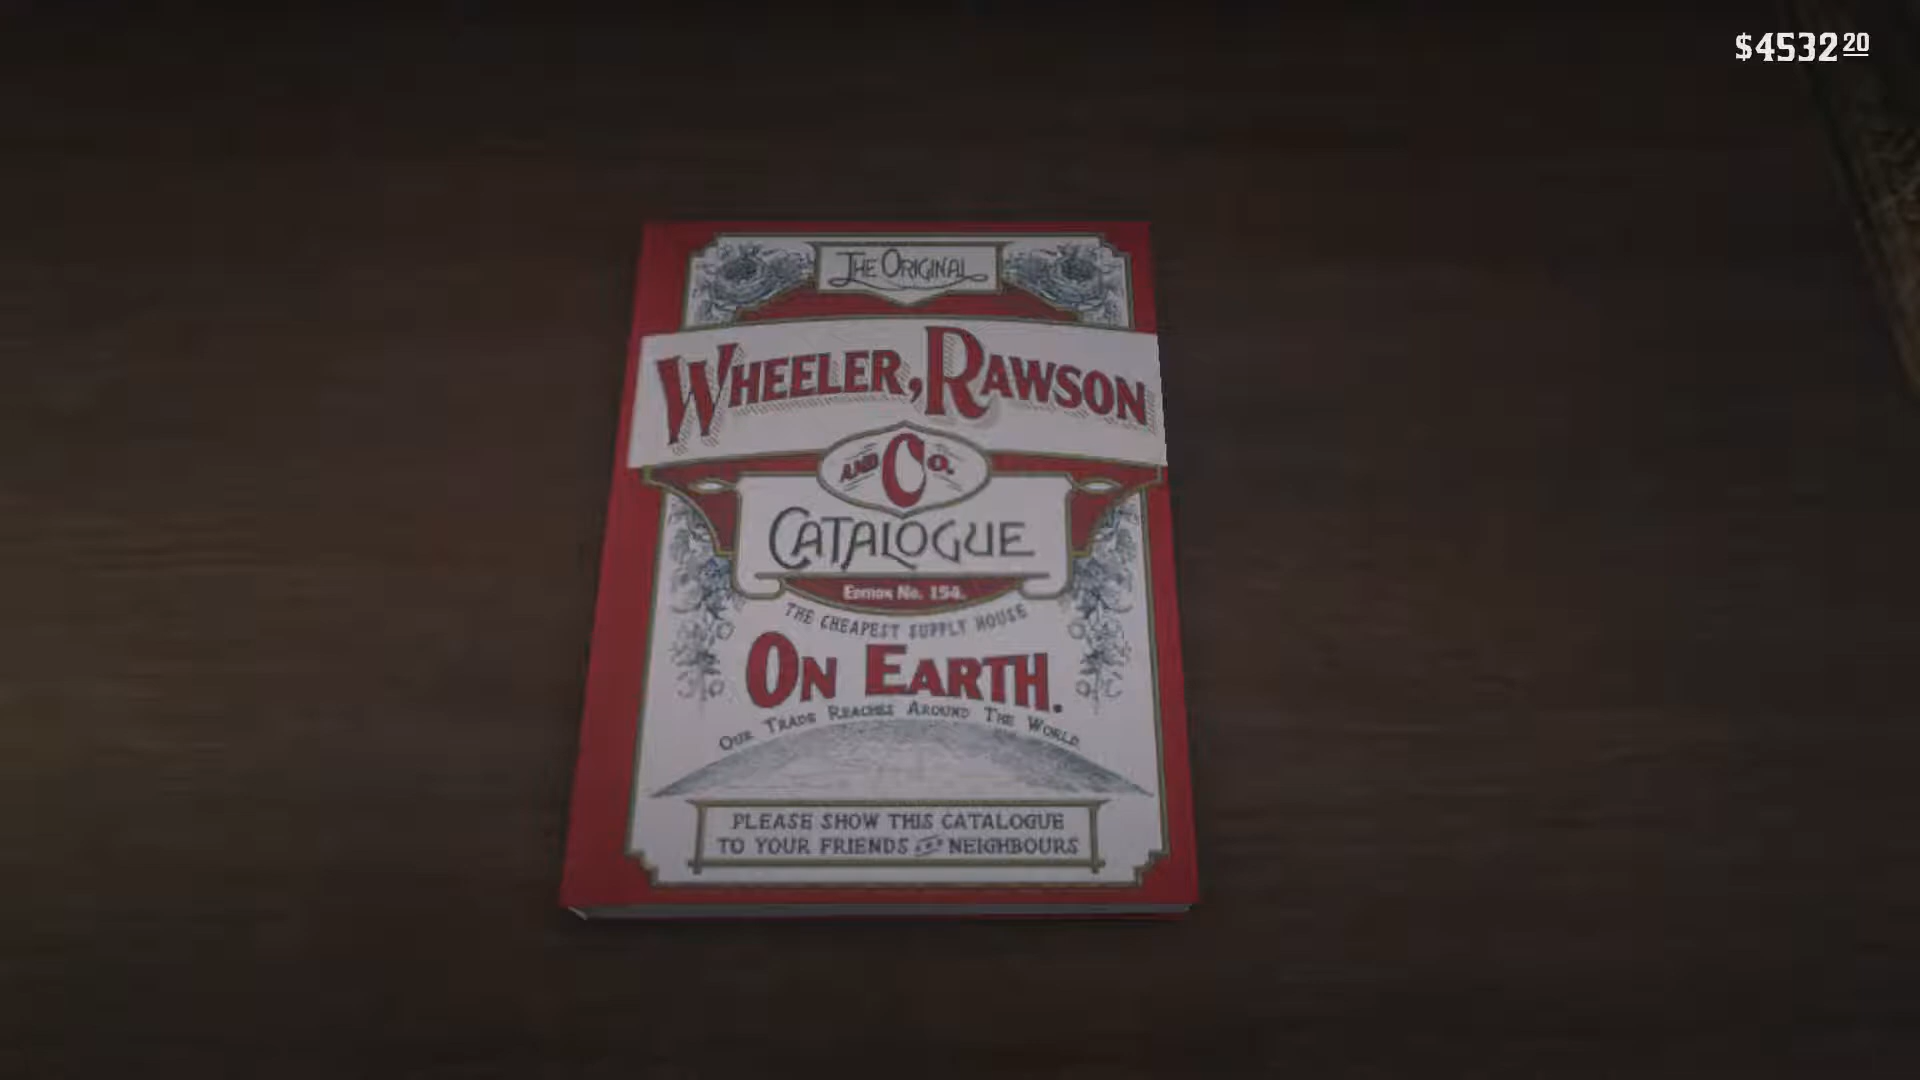 $4532 20
THE ORIGINAL
WHEELER, RAWSON
AND CO.
CATALOGUE
EDITION No. 154.
THE CHEAPEST SUPPLY HOUSE
ON EARTH.
OUR TRADE REACHES AROUND THE WORLD
PLEASE SHOW THIS CATALOGUE
TO YOUR FRIENDS AND NEIGHBOURS